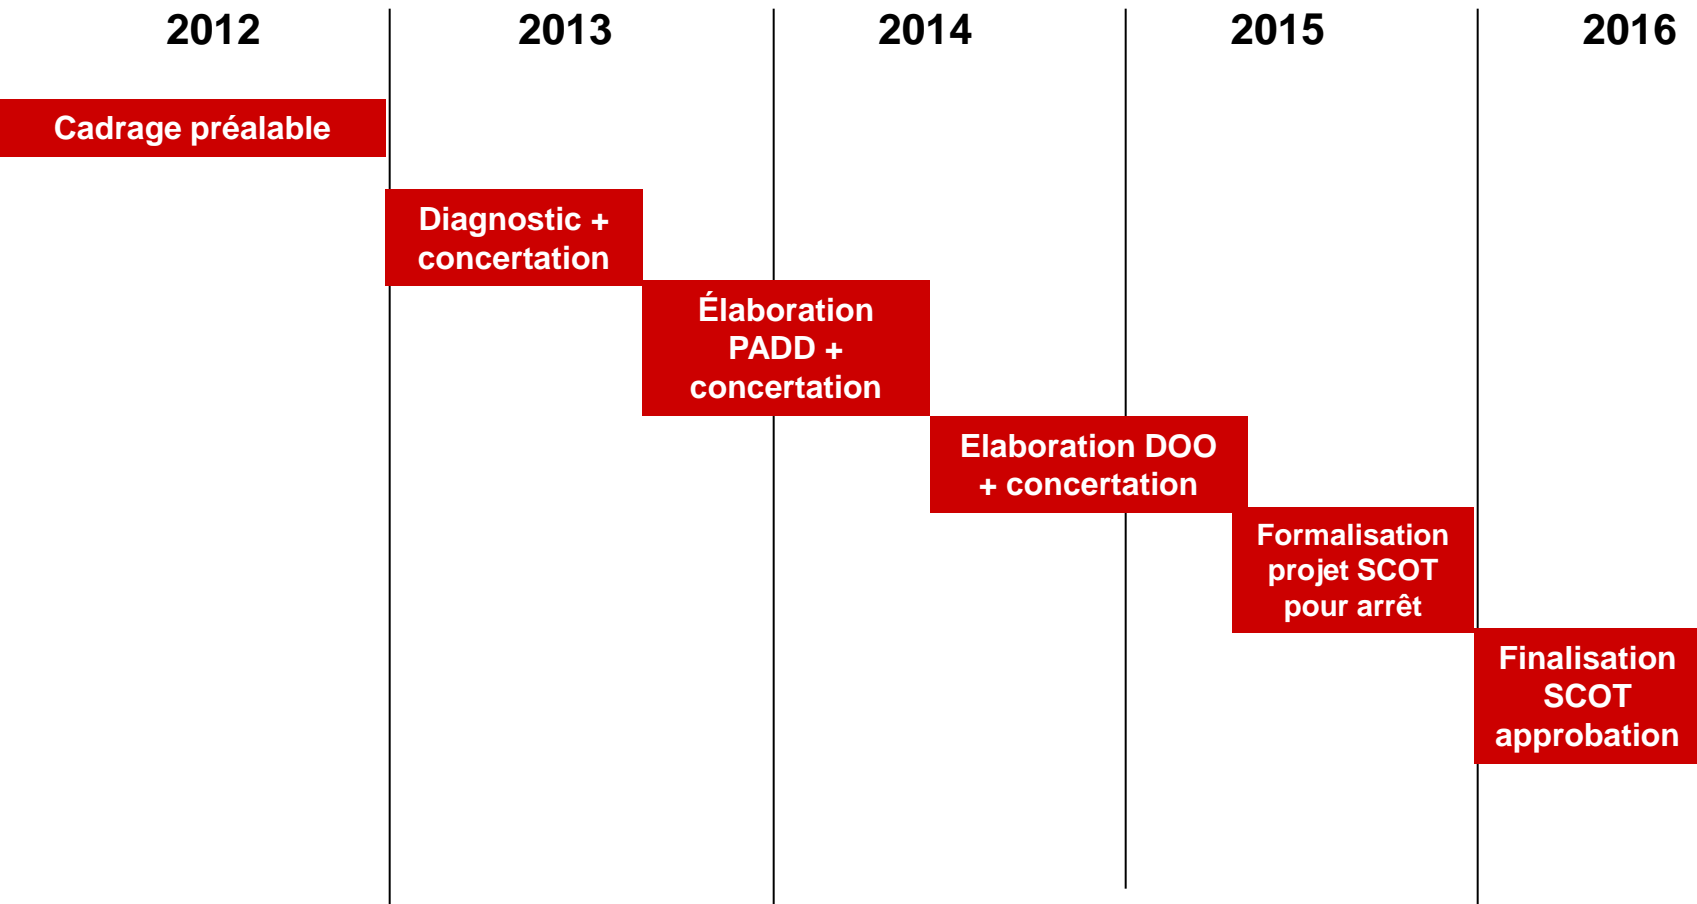 2012 2013 2014 2015 2016
Cadrage préalable
Diagnostic +
concertation
Élaboration
PADD +
concertation
Elaboration DOO
+ concertation
Formalisation
projet SCOT
pour arrêt
Finalisation
SCOT
approbation